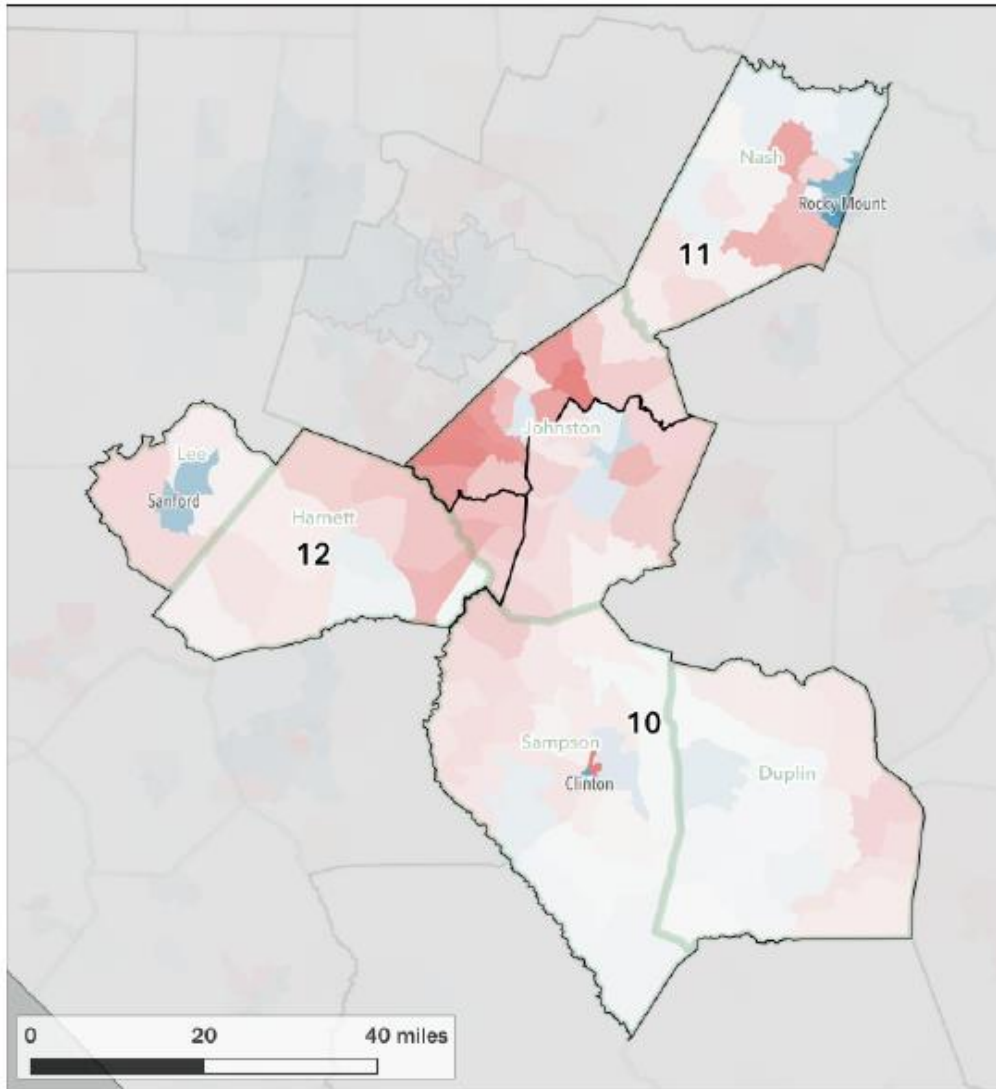 Nash
Rocky Mount
11
Johnston
Lee
Sanford
Harnett
12
10
Sampson
Duplin
Clinton
0 20 40 miles